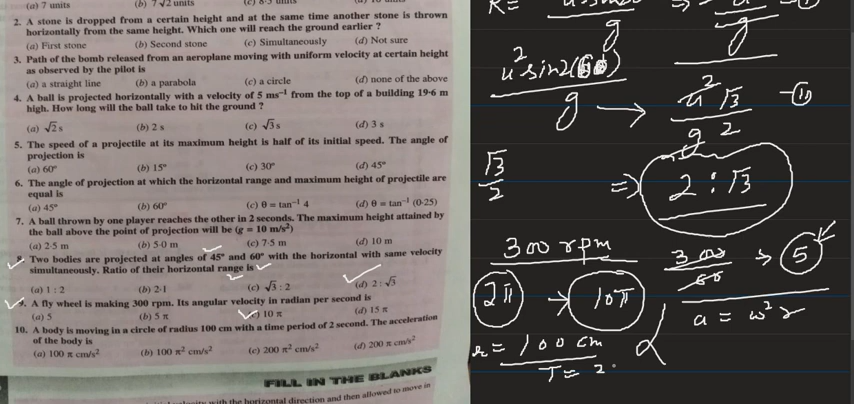 (a) 7 units (b) 7√2 units
2. A stone is dropped from a certain height and at the same time another stone is thrown
horizontally from the same height. Which one will reach the ground earlier ?
(a) First stone (b) Second stone (c) Simultaneously (d) Not sure
3. Path of the bomb released from an aeroplane moving with uniform velocity at certain height
as observed by the pilot is
(a) a straight line (b) a parabola (c) a circle (d) none of the above
4. A ball is projected horizontally with a velocity of 5 ms⁻¹ from the top of a building 19·6 m
high. How long will the ball take to hit the ground ?
(a) √2 s (b) 2 s (c) √3 s (d) 3 s
5. The speed of a projectile at its maximum height is half of its initial speed. The angle of
projection is
(a) 60° (b) 15° (c) 30° (d) 45°
6. The angle of projection at which the horizontal range and maximum height of projectile are
equal is
(a) 45° (b) 60° (c) θ = tan⁻¹ 4 (d) θ = tan⁻¹ (0·25)
7. A ball thrown by one player reaches the other in 2 seconds. The maximum height attained by
the ball above the point of projection will be (g = 10 m/s²)
(a) 2·5 m (b) 5·0 m (c) 7·5 m (d) 10 m
Two bodies are projected at angles of 45° and 60° with the horizontal with same velocity
simultaneously. Ratio of their horizontal range is
(a) 1 : 2 (b) 2·1 (c) √3 : 2 (d) 2 : √3
9. A fly wheel is making 300 rpm. Its angular velocity in radian per second is
(a) 5 (b) 5 π (c) 10 π (d) 15 π
10. A body is moving in a circle of radius 100 cm with a time period of 2 second. The acceleration
of the body is
(a) 100 π cm/s² (b) 100 π² cm/s² (c) 200 π² cm/s² (d) 200 π cm/s²
FILL IN THE BLANKS
with the horizontal direction and then allowed to move in
R =
g g
u² sin2(60)
g → u² √3
g 2
√3
2
⇒ 2 : √3
300 rpm
300
60 → 5
2π → 10π
a = ω² r
r = 100 cm
T = 2